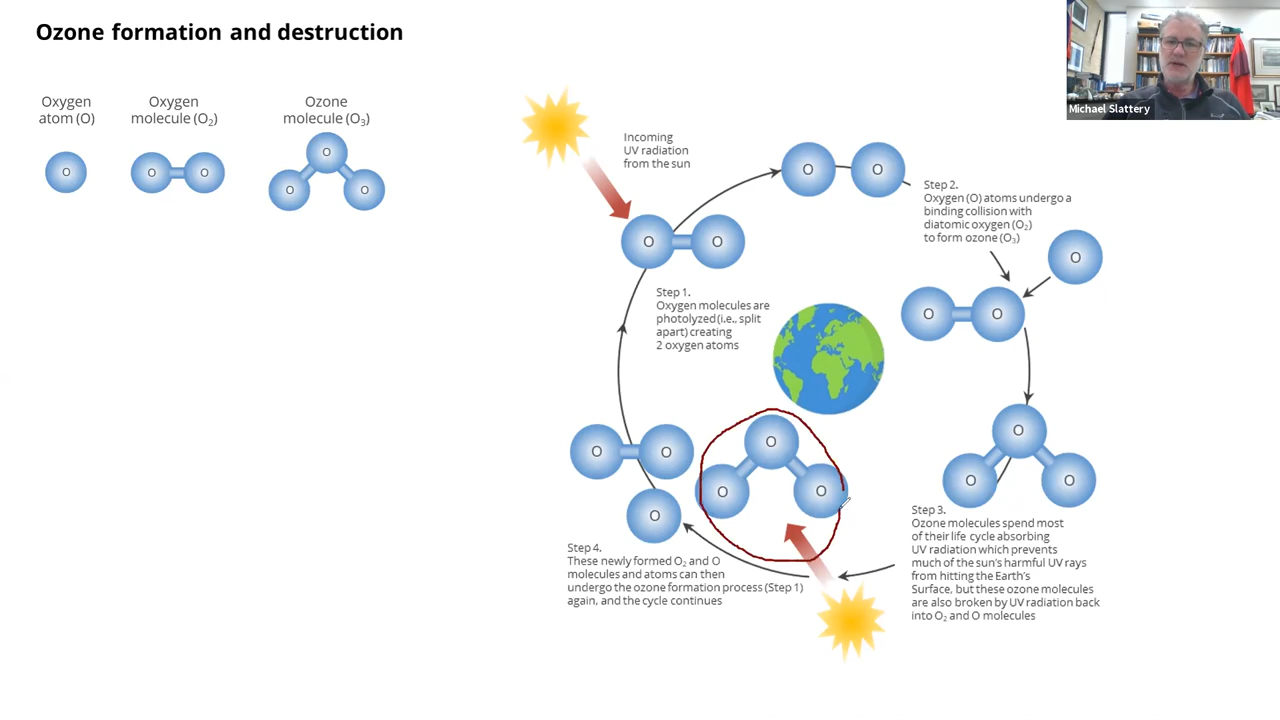 Ozone formation and destruction
Michael Slattery
Oxygen
atom (O)
Oxygen
molecule (O₂)
Ozone
molecule (O₃)
O
O O
O
O O
Incoming
UV radiation
from the sun
O O
O O
Step 1.
Oxygen molecules are
photolyzed (i.e., split
apart) creating
2 oxygen atoms
Step 2.
Oxygen (O) atoms undergo a
binding collision with
diatomic oxygen (O₂)
to form ozone (O₃)
O
O O
O
O O
Step 3.
Ozone molecules spend most
of their life cycle absorbing
UV radiation which prevents
much of the sun's harmful UV rays
from hitting the Earth's
Surface, but these ozone molecules
are also broken by UV radiation back
into O₂ and O molecules
O
O O
O O
O
Step 4.
These newly formed O₂ and O
molecules and atoms can then
undergo the ozone formation process (Step 1)
again, and the cycle continues